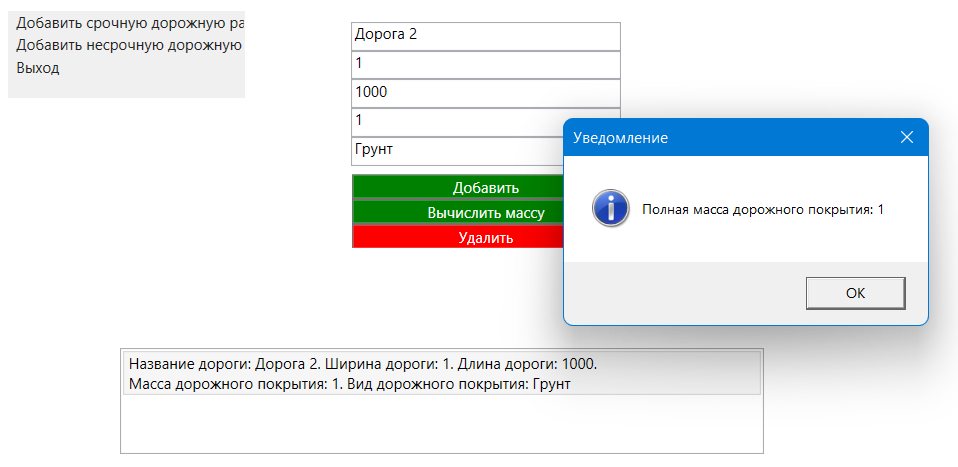 Добавить срочную дорожную ра
Добавить несрочную дорожную
Выход
Дорога 2
1
1000
1
Грунт
Добавить
Вычислить массу
Удалить
Уведомление
Полная масса дорожного покрытия: 1
OK
Название дороги: Дорога 2. Ширина дороги: 1. Длина дороги: 1000.
Масса дорожного покрытия: 1. Вид дорожного покрытия: Грунт